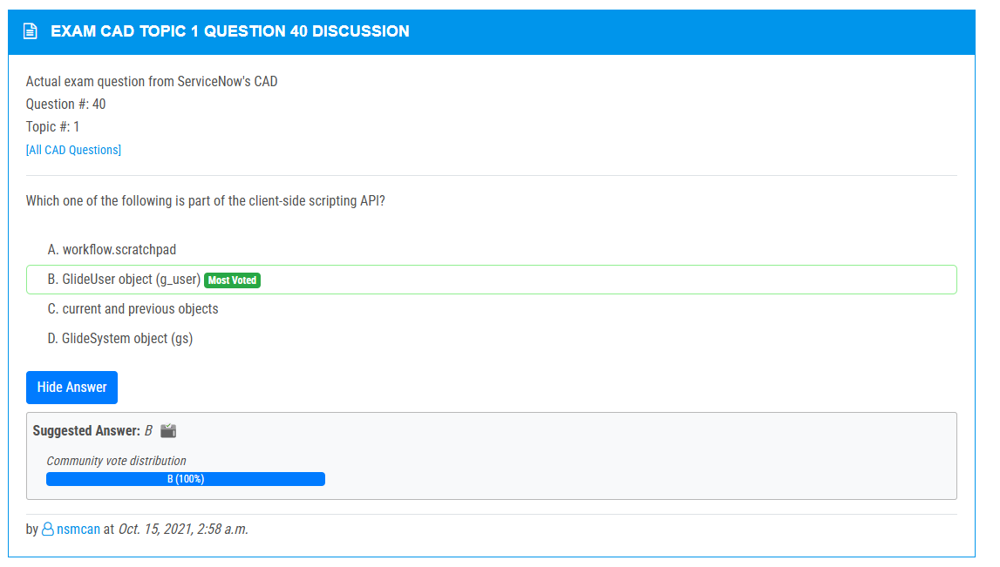 EXAM CAD TOPIC 1 QUESTION 40 DISCUSSION
Actual exam question from ServiceNow's CAD
Question #: 40
Topic #: 1
[All CAD Questions]
Which one of the following is part of the client-side scripting API?
A. workflow.scratchpad
B. GlideUser object (g_user) Most Voted
C. current and previous objects
D. GlideSystem object (gs)
Hide Answer
Suggested Answer: B
Community vote distribution
B (100%)
by nsmcan at Oct. 15, 2021, 2:58 a.m.